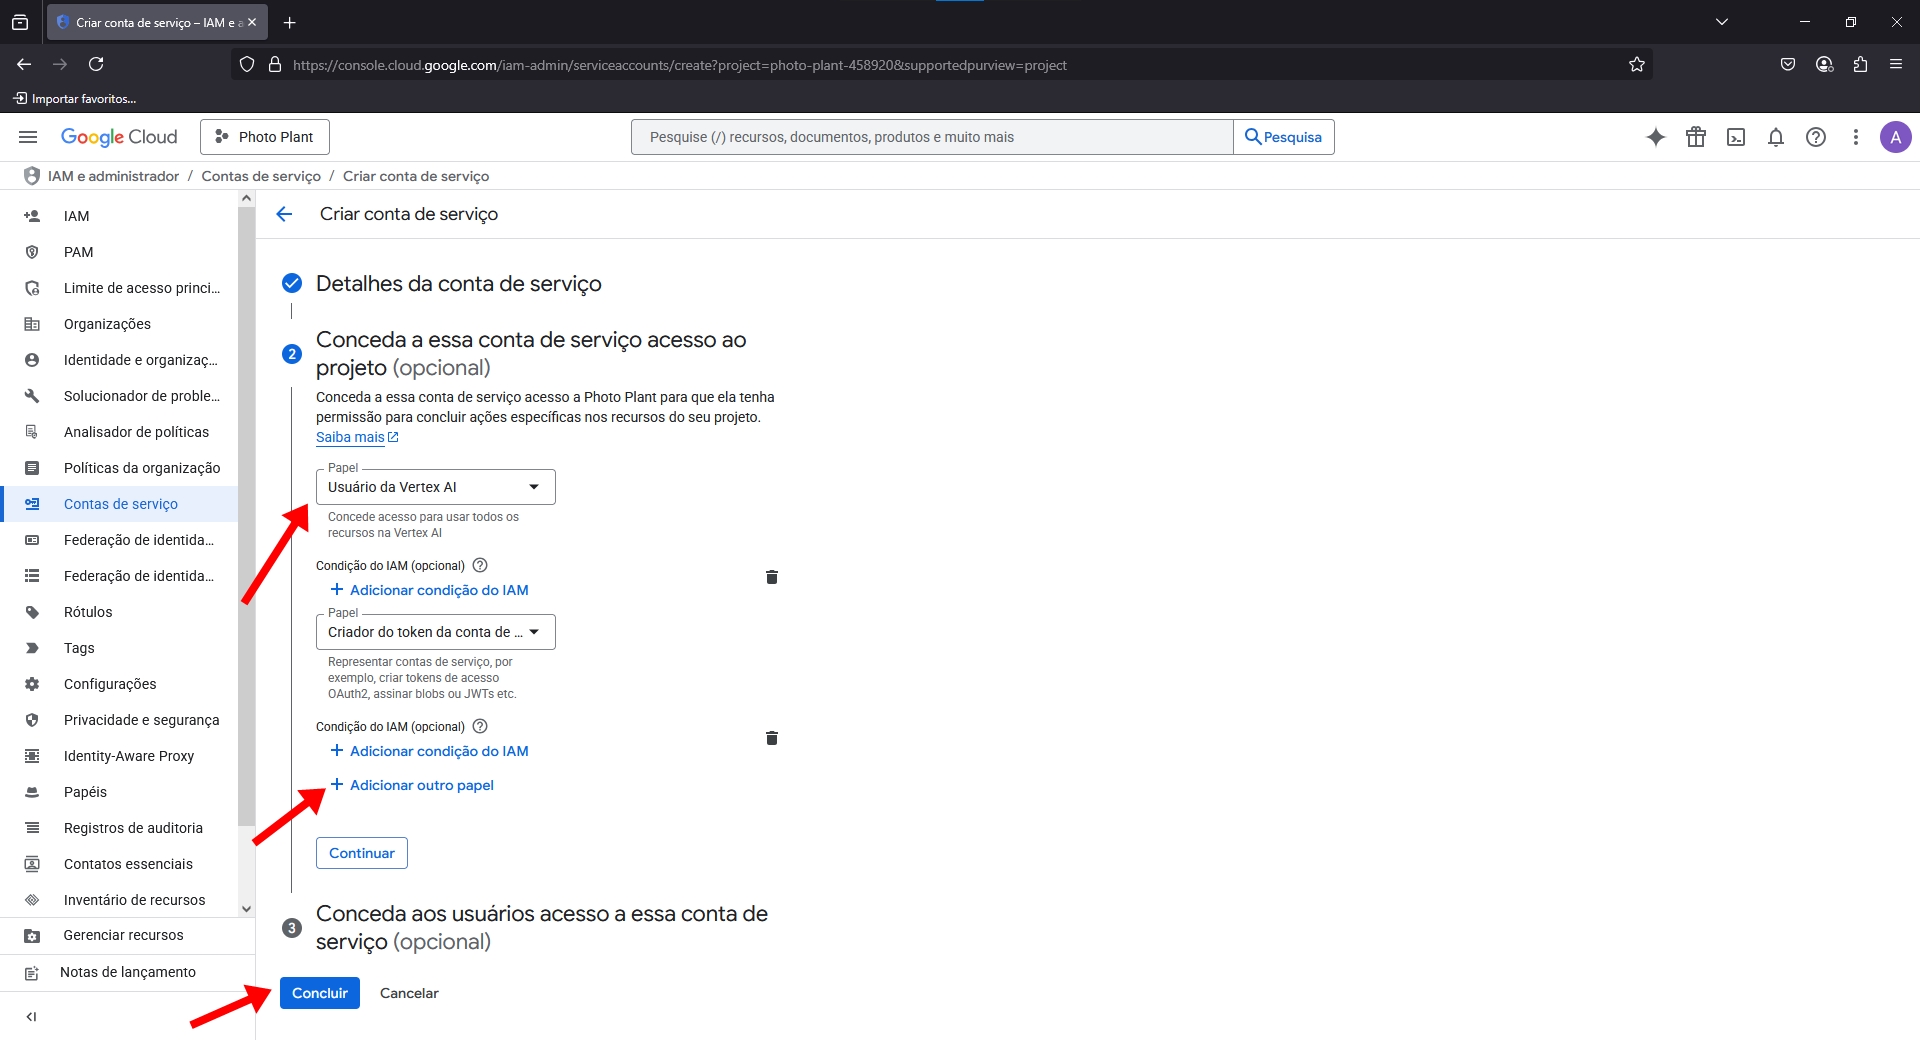 Criar conta de serviço – IAM e a
https://console.cloud.google.com/iam-admin/serviceaccounts/create?project=photo-plant-458920&supportedpurview=project
Importar favoritos...
Google Cloud
Photo Plant
Pesquise (/) recursos, documentos, produtos e muito mais
Pesquisa
A
IAM e administrador / Contas de serviço / Criar conta de serviço
IAM
PAM
Limite de acesso princi...
Organizações
Identidade e organizaç...
Solucionador de proble...
Analisador de políticas
Políticas da organização
Contas de serviço
Federação de identida...
Federação de identida...
Rótulos
Tags
Configurações
Privacidade e segurança
Identity-Aware Proxy
Papéis
Registros de auditoria
Contatos essenciais
Inventário de recursos
Gerenciar recursos
Notas de lançamento
Criar conta de serviço
Detalhes da conta de serviço
2
Conceda a essa conta de serviço acesso ao
projeto (opcional)
Conceda a essa conta de serviço acesso a Photo Plant para que ela tenha
permissão para concluir ações específicas nos recursos do seu projeto.
Saiba mais
Papel
Usuário da Vertex AI
Concede acesso para usar todos os
recursos na Vertex AI
Condição do IAM (opcional)
+ Adicionar condição do IAM
Papel
Criador do token da conta de ...
Representar contas de serviço, por
exemplo, criar tokens de acesso
OAuth2, assinar blobs ou JWTs etc.
Condição do IAM (opcional)
+ Adicionar condição do IAM
+ Adicionar outro papel
Continuar
3
Conceda aos usuários acesso a essa conta de
serviço (opcional)
Concluir
Cancelar